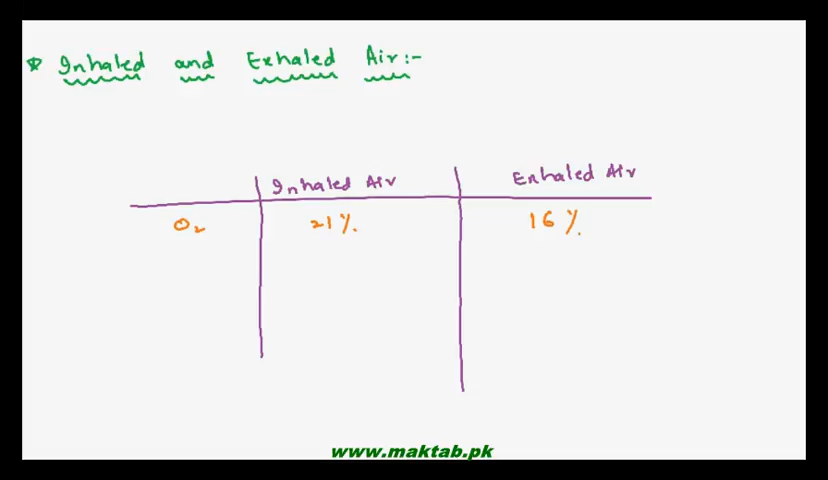 * Inhaled and Exhaled Air:-
Inhaled Air Exhaled Air
O₂ 21% 16%
www.maktab.pk